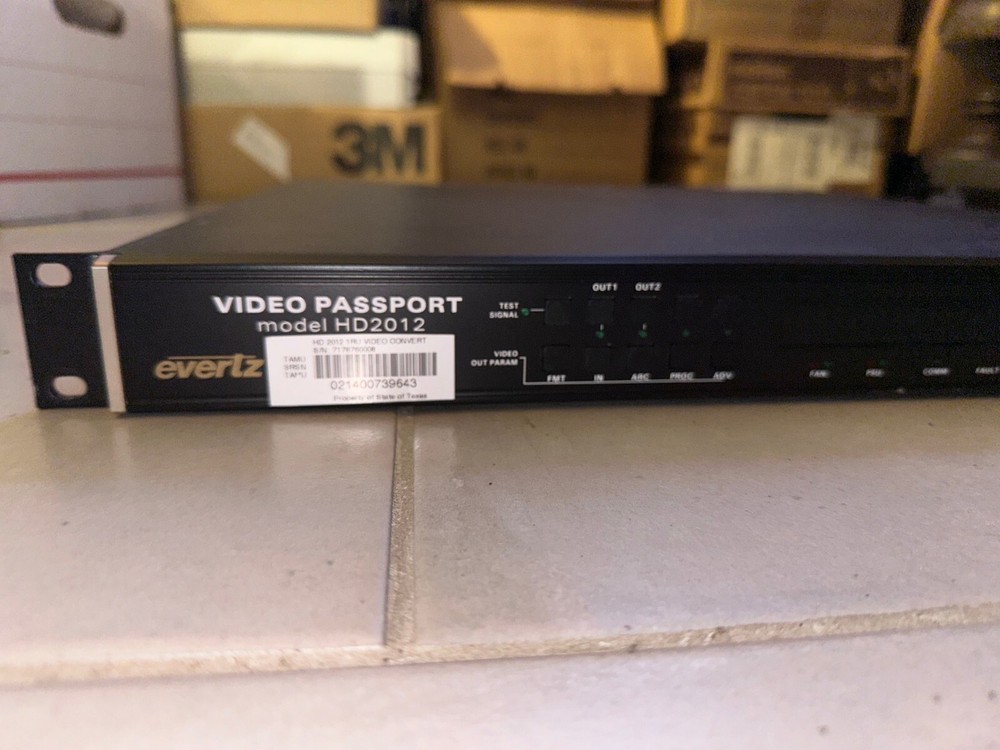 3M
VIDEO PASSPORT
model HD2012
evertz
HD 2012 1RU VIDEO CONVERT
TAMU
021400739643
Property of State of Texas
OUT1 OUT2
TEST
SIGNAL
VIDEO
OUT PARAM
FMT IN ARC PROC ADV
FAN PSU COMM FAULT